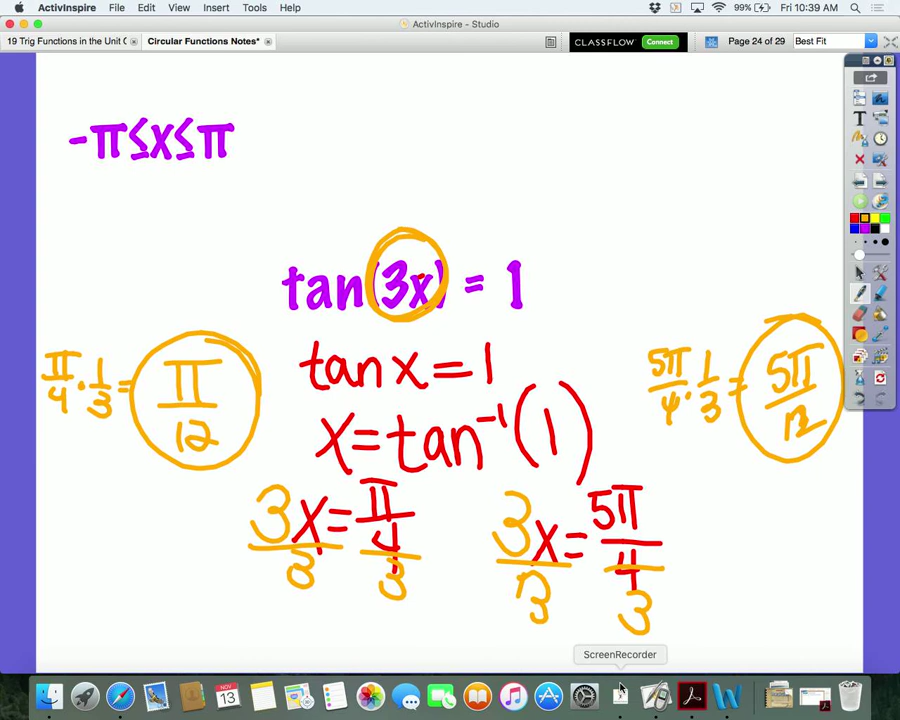 ActivInspire File Edit View Insert Tools Help 99% Fri 10:39 AM
ActivInspire - Studio
19 Trig Functions in the Unit C Circular Functions Notes* CLASSFLOW Connect Page 24 of 29 Best Fit
-π≤x≤π
tan(3x) = 1
π/4 · 1/3 = π/12
tan x = 1
5π/4 · 1/3 = 5π/12
x = tan⁻¹(1)
3x/3 = π/4/3
3x/3 = 5π/4/3
ScreenRecorder
NOV
13